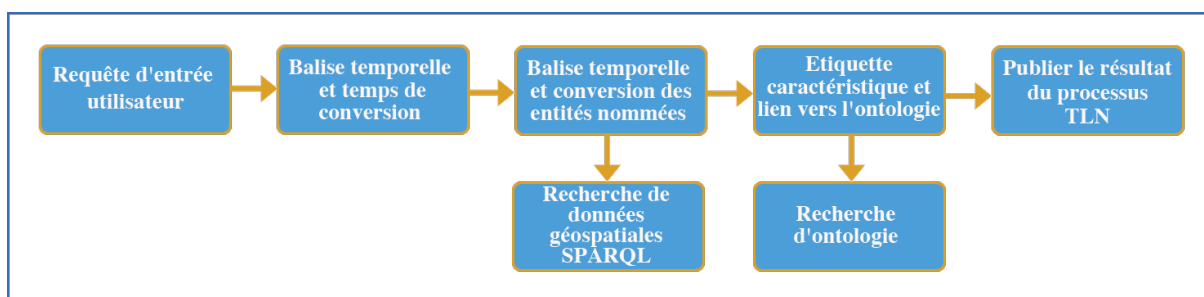 Requête d'entrée
utilisateur
Balise temporelle
et temps de
conversion
Balise temporelle
et conversion des
entités nommées
Etiquette
caractéristique et
lien vers l'ontologie
Publier le résultat
du processus
TLN
Recherche de
données
géospatiales
SPARQL
Recherche
d'ontologie